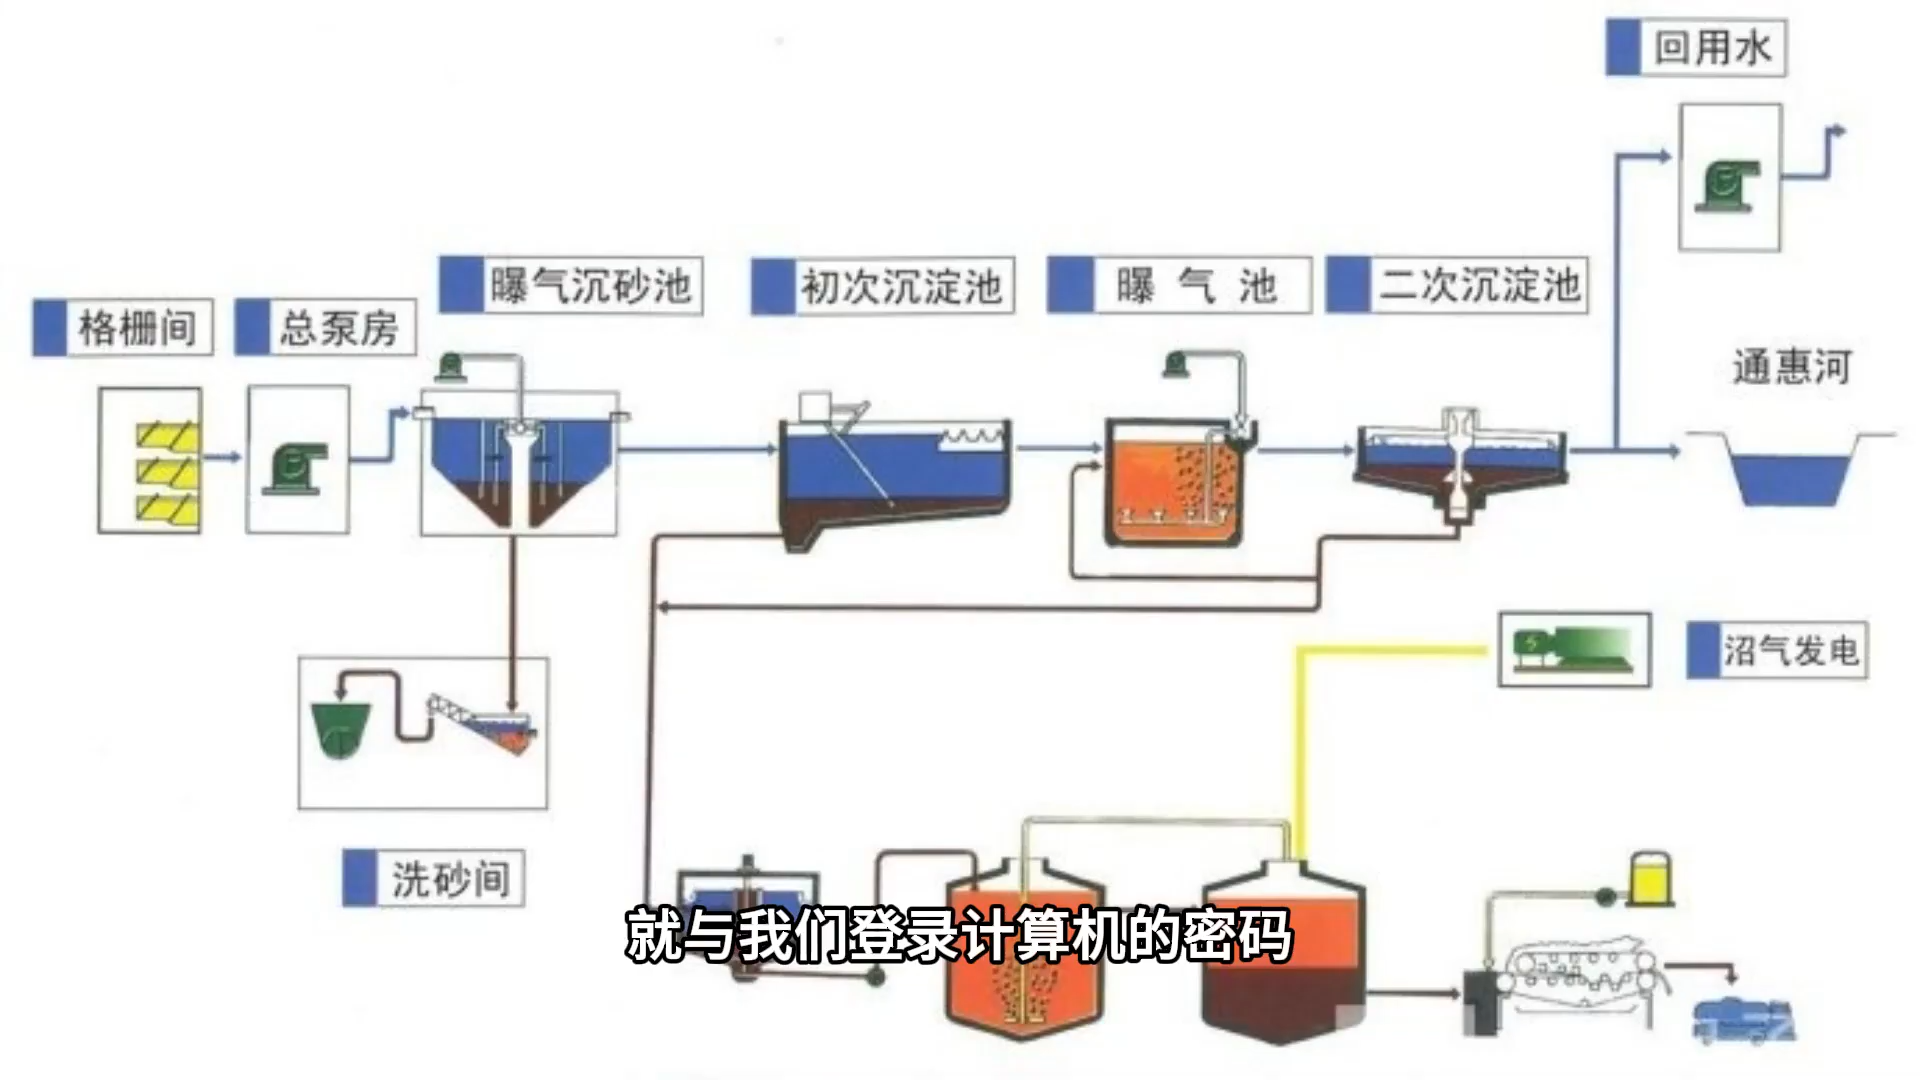 回用水
曝气沉砂池
初次沉淀池
曝气池
二次沉淀池
格栅间
总泵房
通惠河
沼气发电
洗砂间
就与我们登录计算机的密码